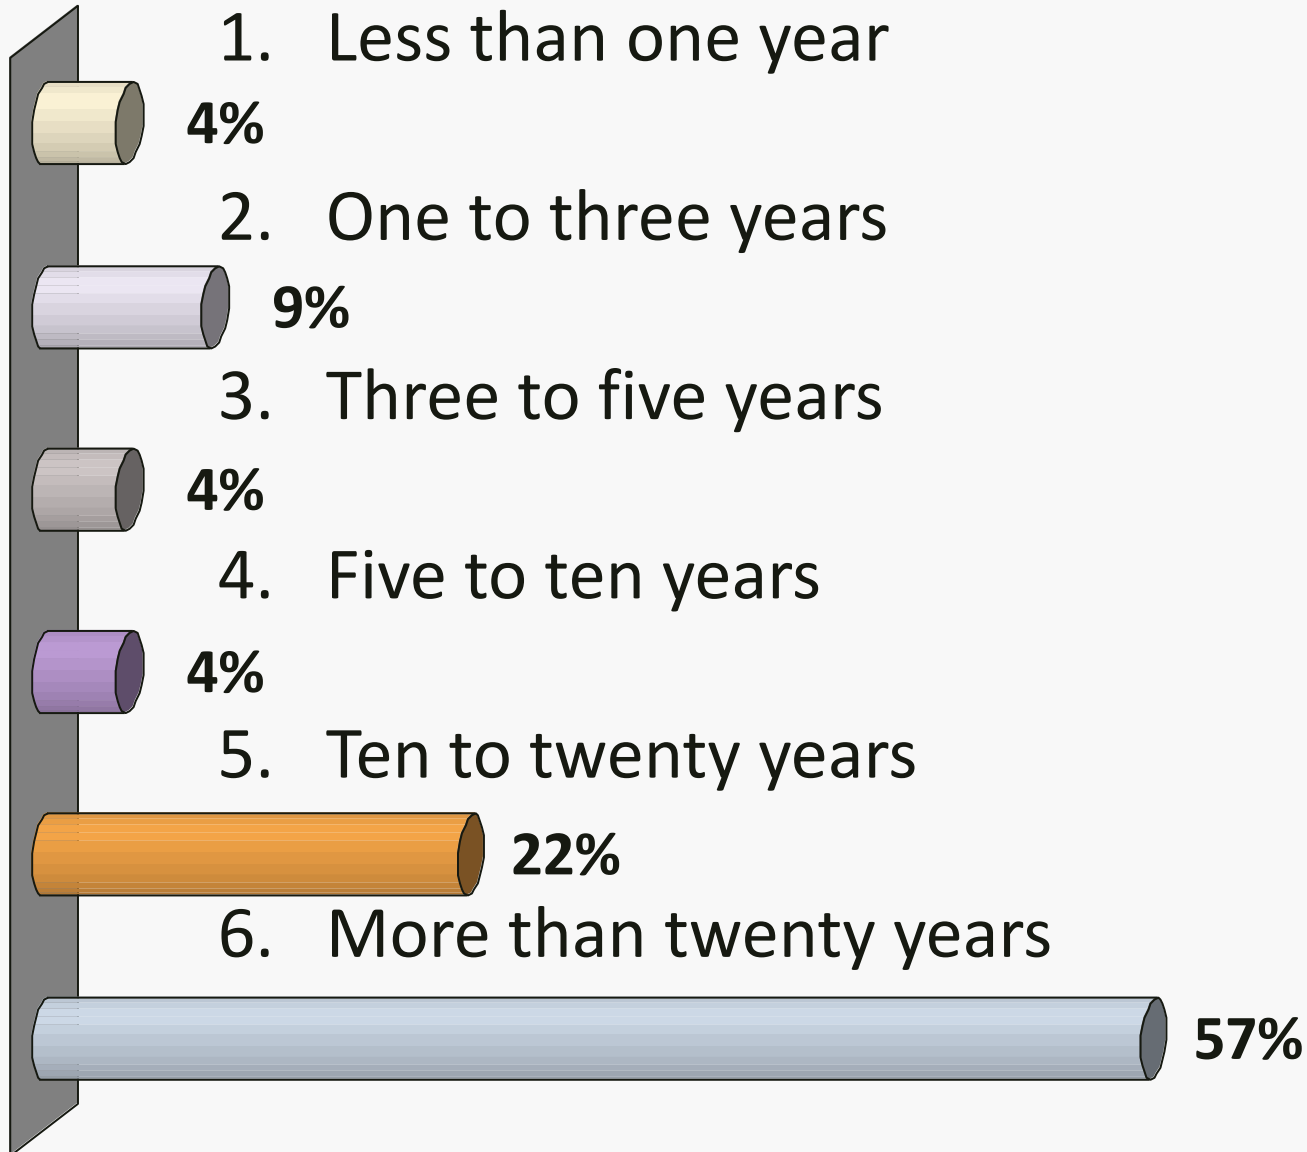 1. Less than one year
4%
2. One to three years
9%
3. Three to five years
4%
4. Five to ten years
4%
5. Ten to twenty years
22%
6. More than twenty years
57%